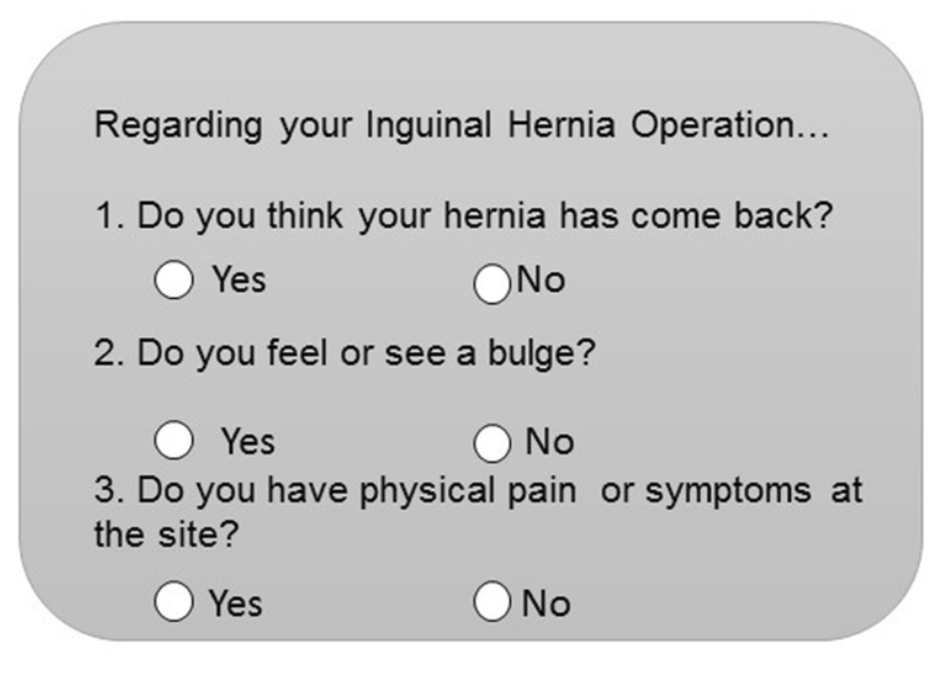 Regarding your Inguinal Hernia Operation...
1. Do you think your hernia has come back?
Yes No
2. Do you feel or see a bulge?
Yes No
3. Do you have physical pain or symptoms at
the site?
Yes No